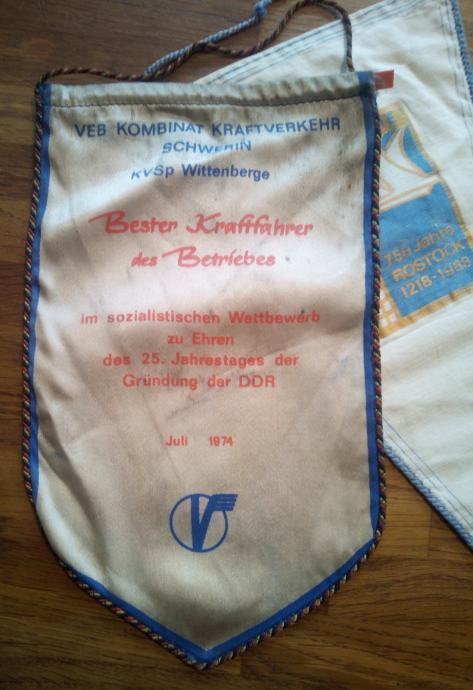 VEB KOMBINAT KRAFTVERKEHR
SCHWERIN
KVSp Wittenberge
Bester Kraftfahrer
des Betriebes
im sozialistischen Wettbewerb
zu Ehren
des 25. Jahrestages der
Gründung der DDR
Juli 1974
V
750 Jahre
ROSTOCK
1218-1968